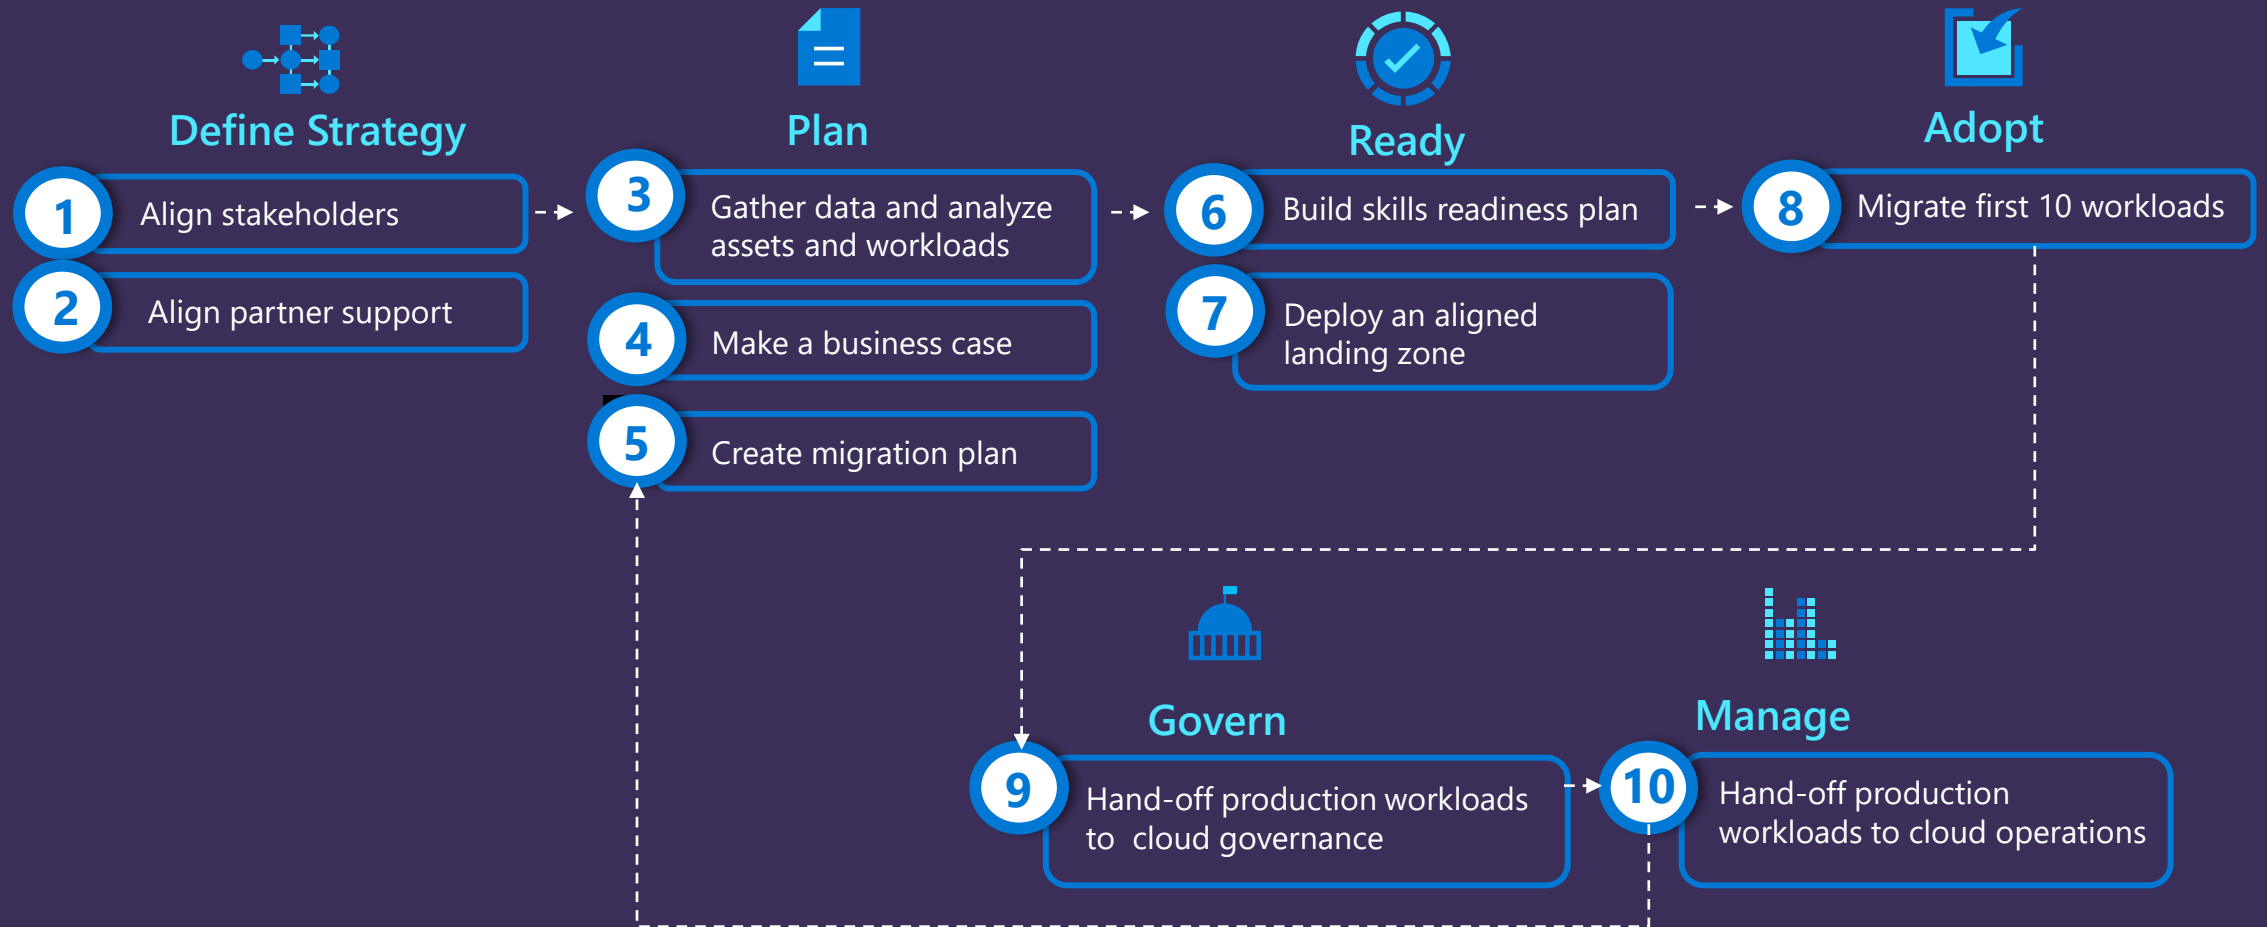 Define Strategy
1
Align stakeholders
2
Align partner support
Plan
3
Gather data and analyze
assets and workloads
4
Make a business case
5
Create migration plan
Ready
6
Build skills readiness plan
7
Deploy an aligned
landing zone
Adopt
8
Migrate first 10 workloads
Govern
9
Hand-off production workloads
to cloud governance
Manage
10
Hand-off production
workloads to cloud operations